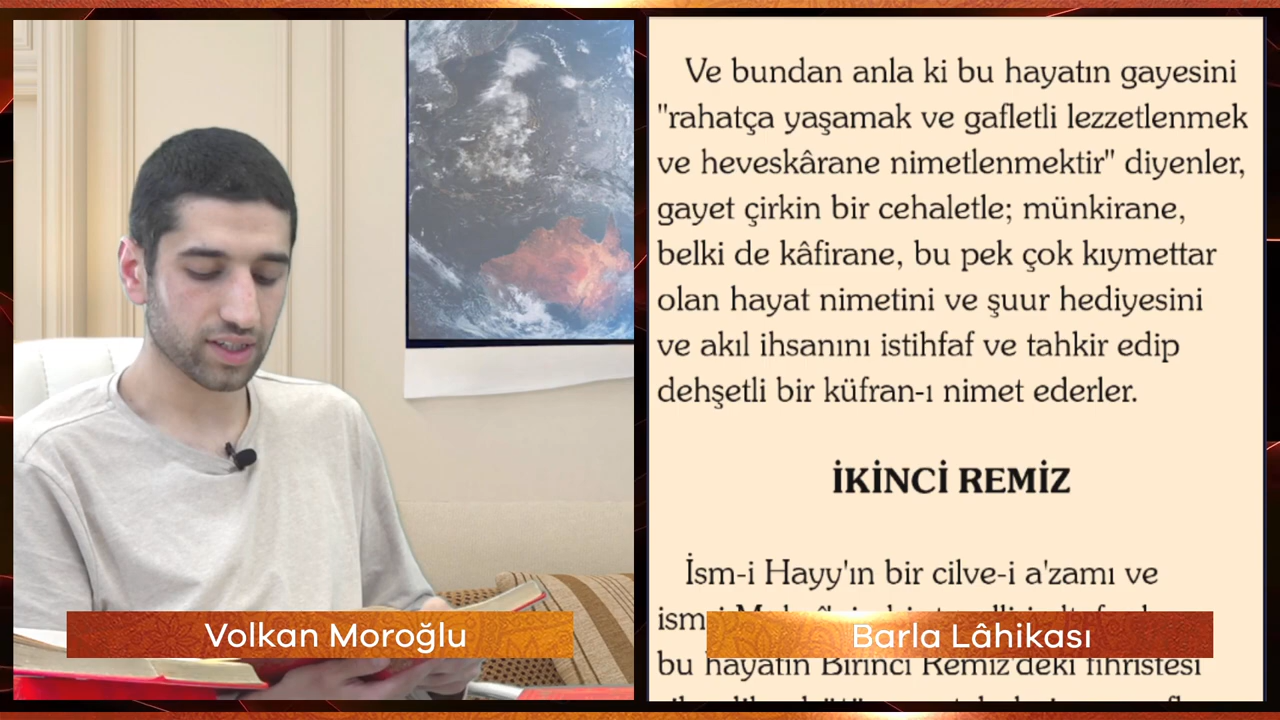 Ve bundan anla ki bu hayatın gayesini
"rahatça yaşamak ve gafletli lezzetlenmek
ve heveskârane nimetlenmektir" diyenler,
gayet çirkin bir cehaletle; münkirane,
belki de kâfirane, bu pek çok kıymettar
olan hayat nimetini ve şuur hediyesini
ve akıl ihsanını istihfaf ve tahkir edip
dehşetli bir küfran-ı nimet ederler.
İKİNCİ REMİZ
İsm-i Hayy'ın bir cilve-i a'zamı ve
bu hayatın Birinci Remiz'deki fihristesi
Volkan Moroğlu
Barla Lâhikası